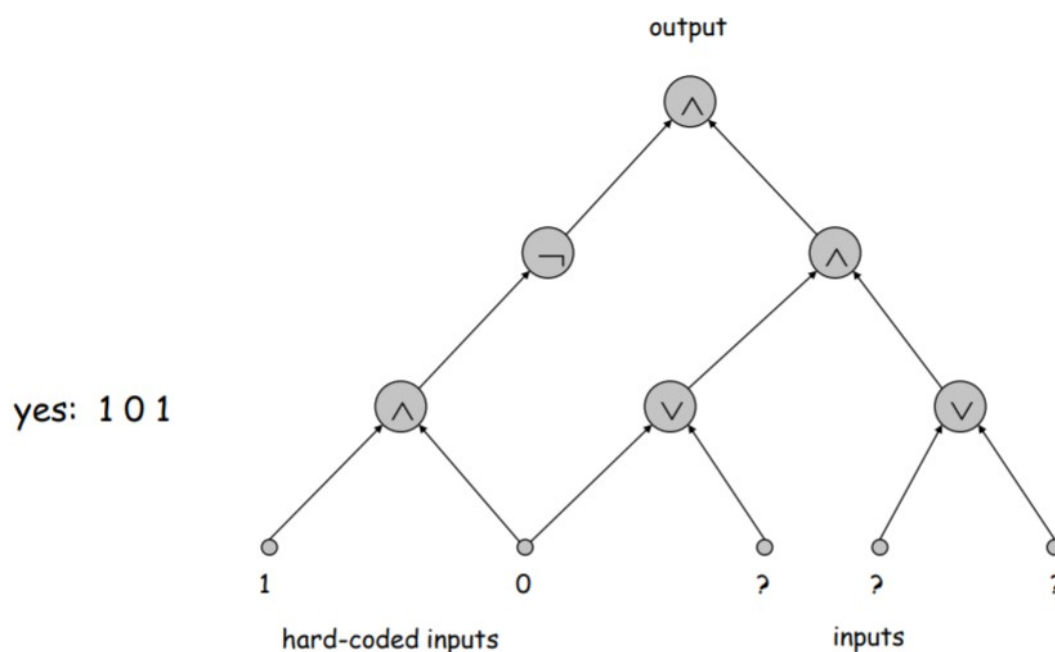 output
∧
¬
∧
yes: 1 0 1
∧
∨
∨
1
0
?
?
?
hard-coded inputs
inputs